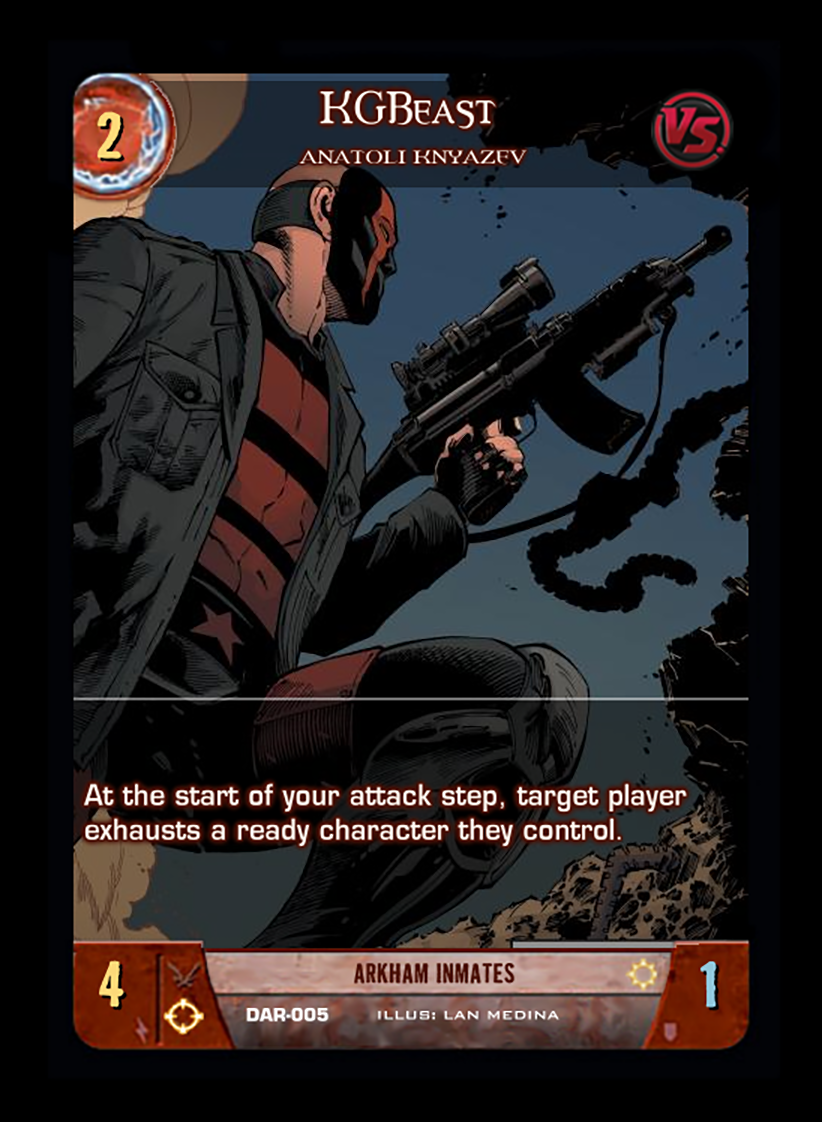 2
KGBeast
VS.
ANATOLI KNYAZEV
At the start of your attack step, target player
exhausts a ready character they control.
4
ARKHAM INMATES
1
DAR-005 ILLUS: LAN MEDINA